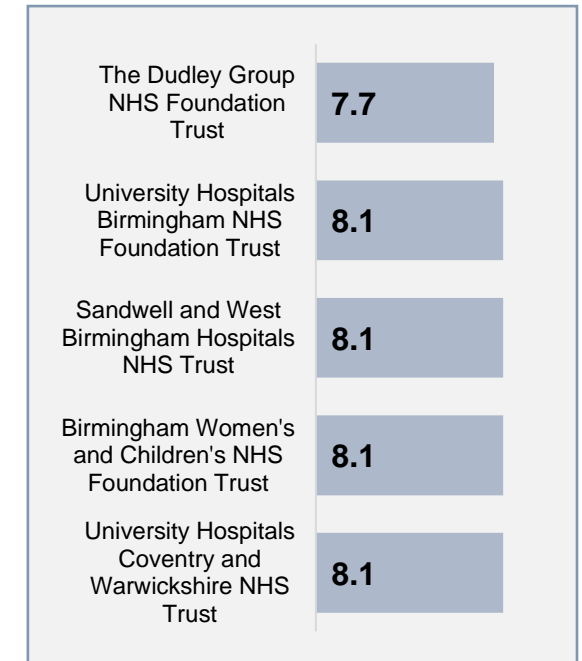 The Dudley Group
NHS Foundation
Trust
7.7
University Hospitals
Birmingham NHS
Foundation Trust
8.1
Sandwell and West
Birmingham Hospitals
NHS Trust
8.1
Birmingham Women's
and Children's NHS
Foundation Trust
8.1
University Hospitals
Coventry and
Warwickshire NHS
Trust
8.1